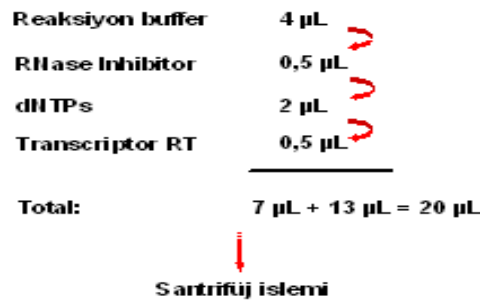 Reaksiyon buffer 4 µL
RNase Inhibitor 0,5 µL
dNTPs 2 µL
Transcriptor RT 0,5 µL
Total: 7 µL + 13 µL = 20 µL
Santrifüj islemi